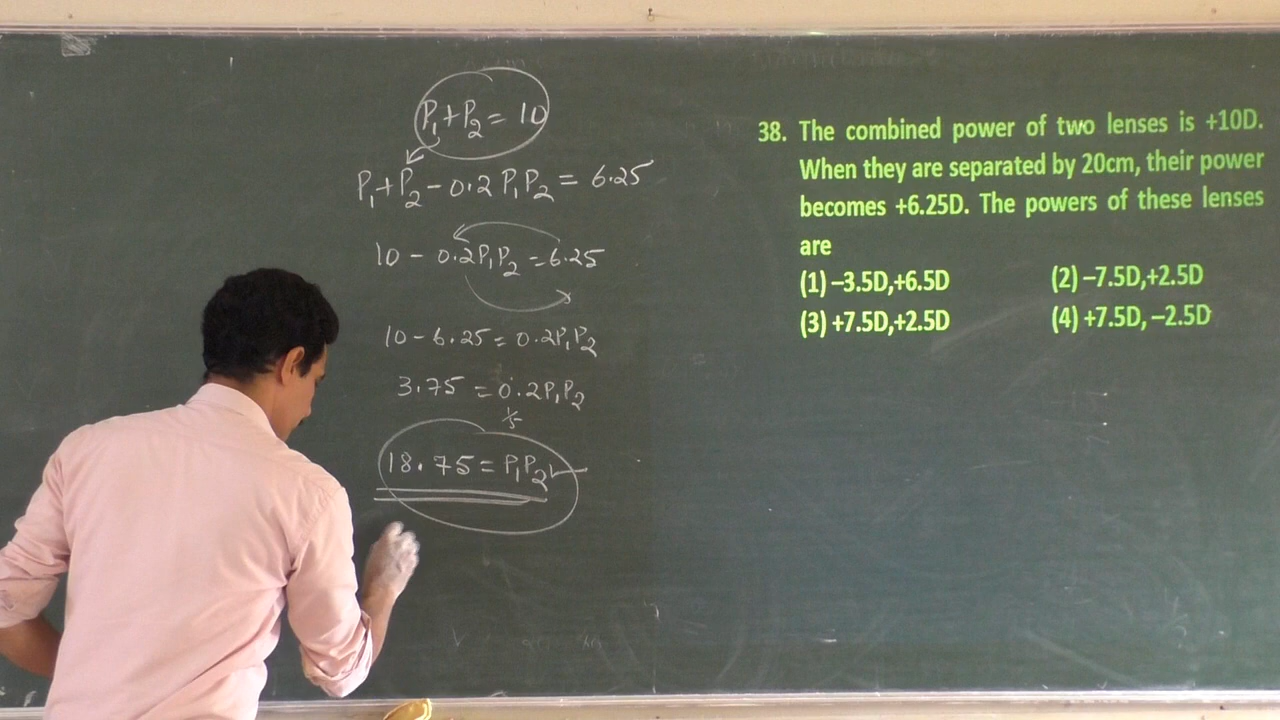 P₁+P₂ = 10
P₁+P₂ - 0.2 P₁P₂ = 6.25
10 - 0.2P₁P₂ = 6.25
10 - 6.25 = 0.2P₁P₂
3.75 = 0.2P₁P₂
18.75 = P₁P₂
38. The combined power of two lenses is +10D.
When they are separated by 20cm, their power
becomes +6.25D. The powers of these lenses
are
(1) –3.5D,+6.5D (2) –7.5D,+2.5D
(3) +7.5D,+2.5D (4) +7.5D, –2.5D